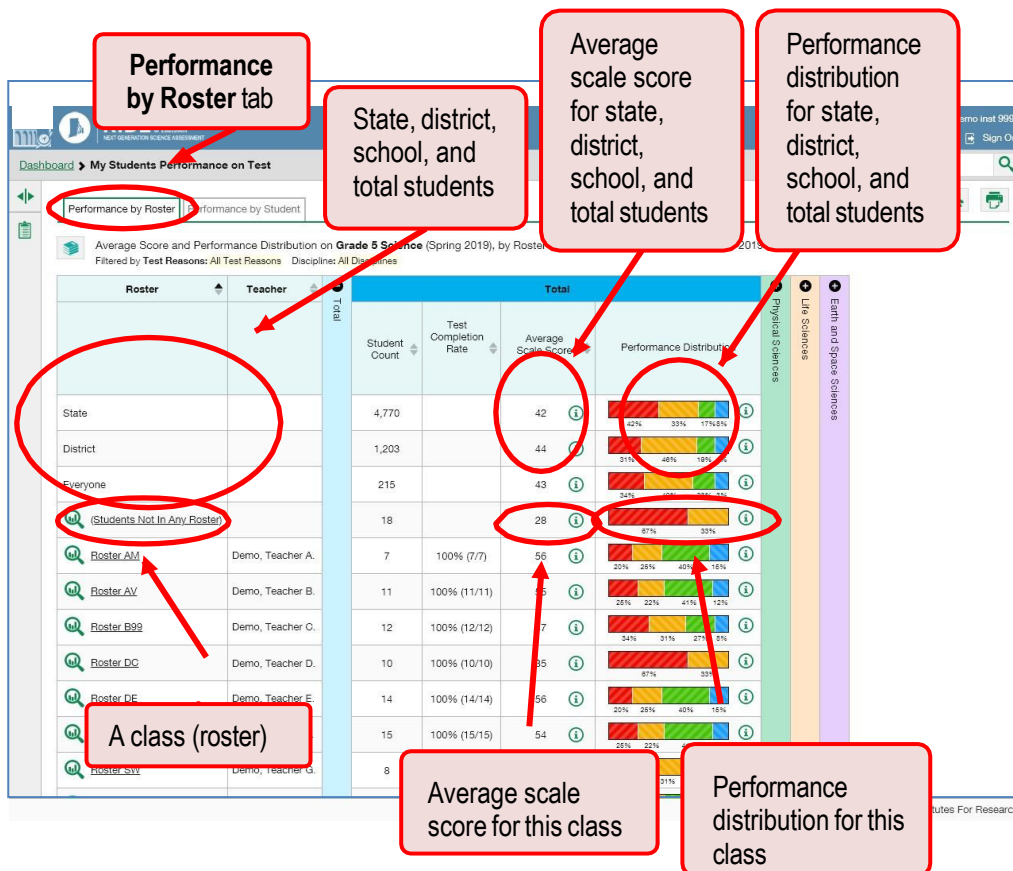 Performance
by Roster tab
State, district,
school, and
total students
Average
scale score
for state,
district,
school, and
total students
Performance
distribution
for state,
district,
school, and
total students
NEXT GENERATION SCIENCE ASSESSMENT
Sign
Dashboard > My Students Performance on Test
Performance by Roster
Performance by Student
Average Score and Performance Distribution on Grade 5 Science (Spring 2019), by Roster
Filtered by Test Reasons: All Test Reasons Discipline: All Disciplines
Roster Teacher Total Total Physical Sciences Life Sciences Earth and Space Sciences
Student Count Test Completion Rate Average Scale Score Performance Distribution
State 4,770 42 42% 33% 17% 8%
District 1,203 44 31% 46%
Everyone 215 43 34%
(Students Not In Any Roster) 18 28 67% 33%
Roster AM Demo, Teacher A. 7 100% (7/7) 56 20% 25% 40% 15%
Roster AV Demo, Teacher B. 11 100% (11/11) 22% 41% 12%
Roster B99 Demo, Teacher C. 12 100% (12/12) 34% 31% 27% 8%
Roster DC Demo, Teacher D. 10 100% (10/10) 67% 33%
Roster DE Demo, Teacher E. 14 100% (14/14) 56 20% 25% 40% 15%
15 100% (15/15) 54 22%
Roster SW Demo, Teacher G. 8
A class (roster)
Average scale
score for this class
Performance
distribution for this
class
For